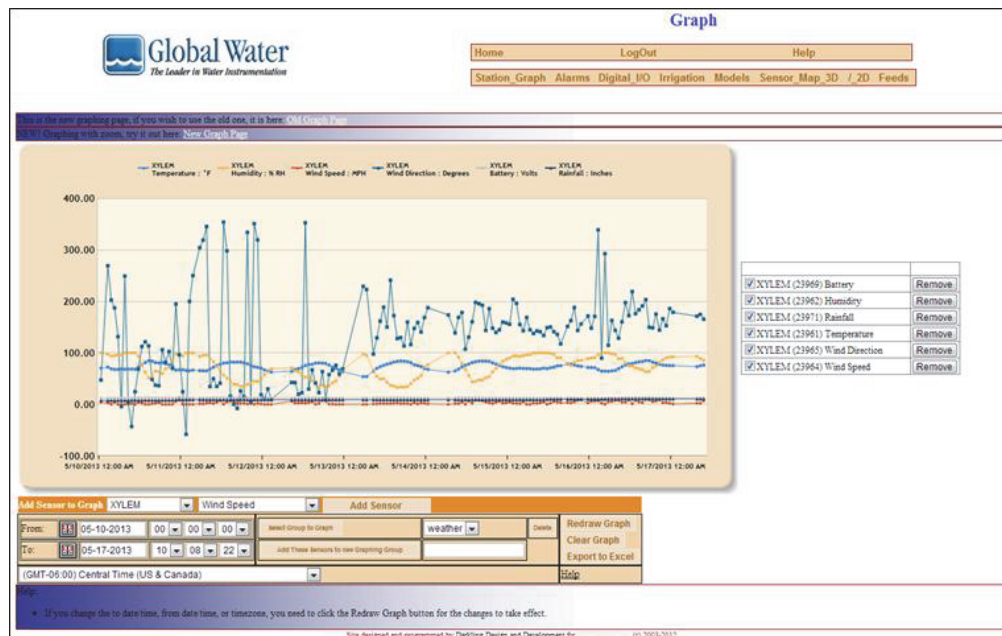 Graph
Global Water
The Leader in Water Instrumentation
Home LogOut Help
Station_Graph Alarms Digital_I/O Irrigation Models Sensor_Map_3D /_2D Feeds
This is the new graphing page, if you wish to use the old one, it is here: Old Graph Page
NEW! Graphing with zoom, try it out here: New Graph Page
XYLEM XYLEM XYLEM XYLEM XYLEM XYLEM
Temperature : °F Humidity : % RH Wind Speed : MPH Wind Direction : Degrees Battery : Volts Rainfall : Inches
400.00
300.00
200.00
100.00
0.00
-100.00
5/10/2013 12:00 AM 5/11/2013 12:00 AM 5/12/2013 12:00 AM 5/13/2013 12:00 AM 5/14/2013 12:00 AM 5/15/2013 12:00 AM 5/16/2013 12:00 AM 5/17/2013 12:00 AM
XYLEM (23969) Battery Remove
XYLEM (23962) Humidity Remove
XYLEM (23971) Rainfall Remove
XYLEM (23961) Temperature Remove
XYLEM (23965) Wind Direction Remove
XYLEM (23964) Wind Speed Remove
Add Sensor to Graph XYLEM Wind Speed Add Sensor
From: 05-10-2013 00 00 00 Select Group to Graph weather Delete Redraw Graph
Clear Graph
To: 05-17-2013 10 08 22 Add These Sensors to new Graphing Group Export to Excel
(GMT-06:00) Central Time (US & Canada) Help
Help:
If you change the to date/time, from date/time, or timezone, you need to click the Redraw Graph button for the changes to take effect.
Site designed and programmed by DarkSine Design and Development for (c) 2003-2012